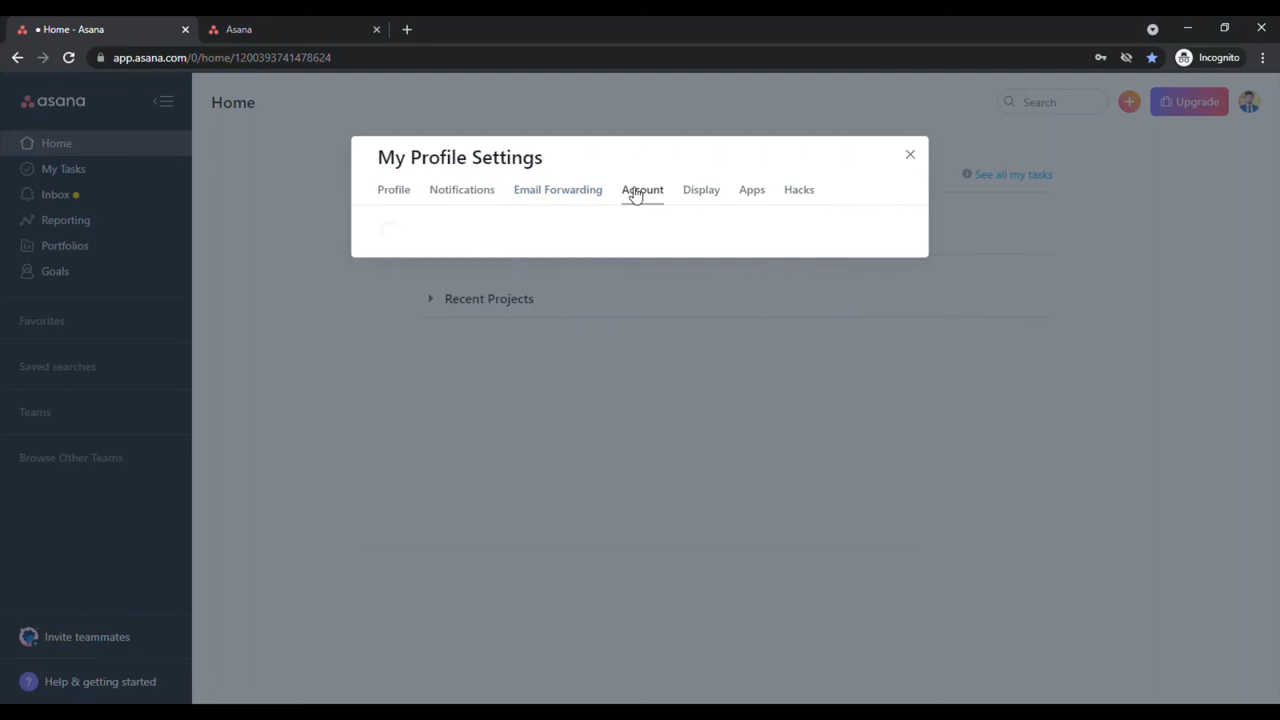 Home - Asana
Asana
app.asana.com/0/home/1200393741478624
Incognito
asana
Home
My Tasks
Inbox
Reporting
Portfolios
Goals
Favorites
Saved searches
Teams
Browse Other Teams
Invite teammates
Help & getting started
Home
Search
Upgrade
My Profile Settings
Profile Notifications Email Forwarding Account Display Apps Hacks
See all my tasks
Recent Projects